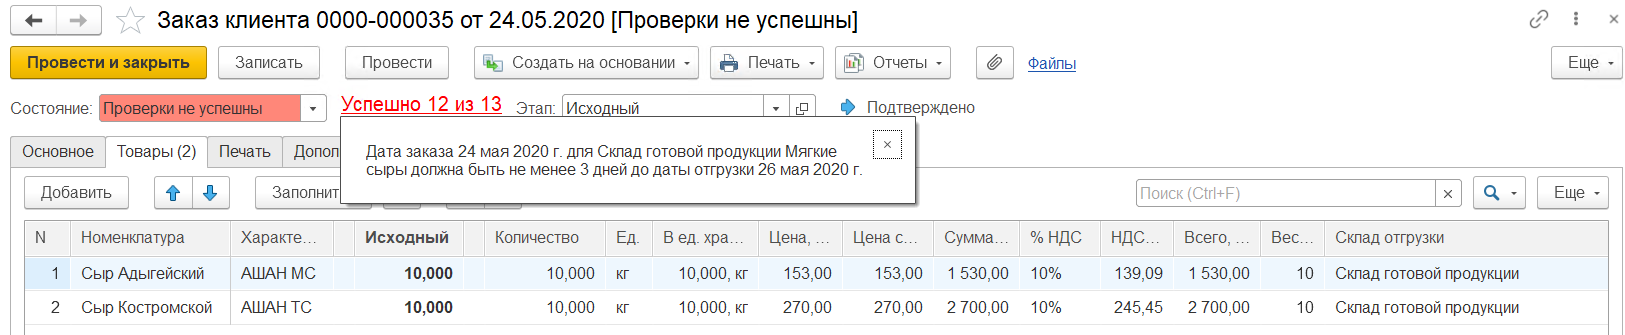 Заказ клиента 0000-000035 от 24.05.2020 [Проверки не успешны]
Провести и закрыть Записать Провести Создать на основании Печать Отчеты Файлы Еще
Состояние: Проверки не успешны Успешно 12 из 13 Этап: Исходный Подтверждено
Основное Товары (2) Печать Допол
Дата заказа 24 мая 2020 г. для Склад готовой продукции Мягкие
сыры должна быть не менее 3 дней до даты отгрузки 26 мая 2020 г.
Добавить Заполнит Поиск (Ctrl+F) Еще
N Номенклатура Характе... Исходный Количество Ед. В ед. хра... Цена, ... Цена с... Сумма... % НДС НДС... Всего, ... Вес... Склад отгрузки
1 Сыр Адыгейский АШАН МС 10,000 10,000 кг 10,000, кг 153,00 153,00 1 530,00 10% 139,09 1 530,00 10 Склад готовой продукции
2 Сыр Костромской АШАН ТС 10,000 10,000 кг 10,000, кг 270,00 270,00 2 700,00 10% 245,45 2 700,00 10 Склад готовой продукции